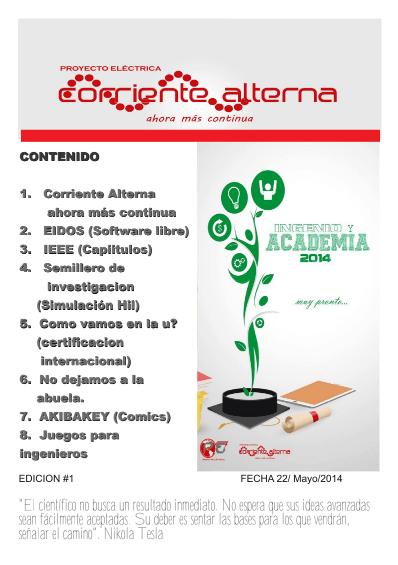 PROYECTO ELÉCTRICA
corriente alterna
ahora más continua
CONTENIDO
1. Corriente Alterna
ahora más continua
2. EIDOS (Software libre)
3. IEEE (Caplitulos)
4. Semillero de
investigacion
(Simulación Hil)
5. Como vamos en la u?
(certificacion
internacional)
6. No dejamos a la
abuela.
7. AKIBAKEY (Comics)
8. Juegos para
ingenieros
INGENIO Y
ACADEMIA
2014
muy pronto...
corriente alterna
EDICION #1
FECHA 22/ Mayo/2014
"El científico no busca un resultado inmediato. No espera que sus ideas avanzadas
sean fácilmente aceptadas. Su deber es sentar las bases para los que vendrán,
señalar el camino". Nikola Tesla